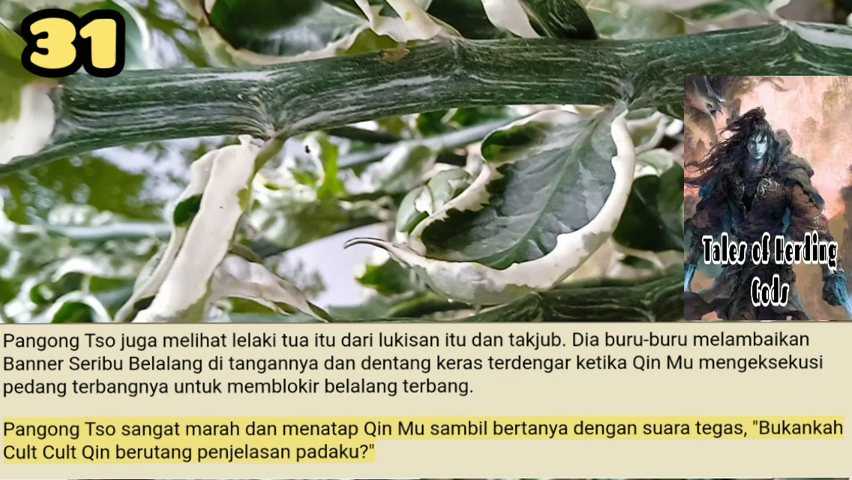 31
Tales of Herding
Gods
Pangong Tso juga melihat lelaki tua itu dari lukisan itu dan takjub. Dia buru-buru melambaikan
Banner Seribu Belalang di tangannya dan dentang keras terdengar ketika Qin Mu mengeksekusi
pedang terbangnya untuk memblokir belalang terbang.
Pangong Tso sangat marah dan menatap Qin Mu sambil bertanya dengan suara tegas, "Bukankah
Cult Cult Qin berutang penjelasan padaku?"